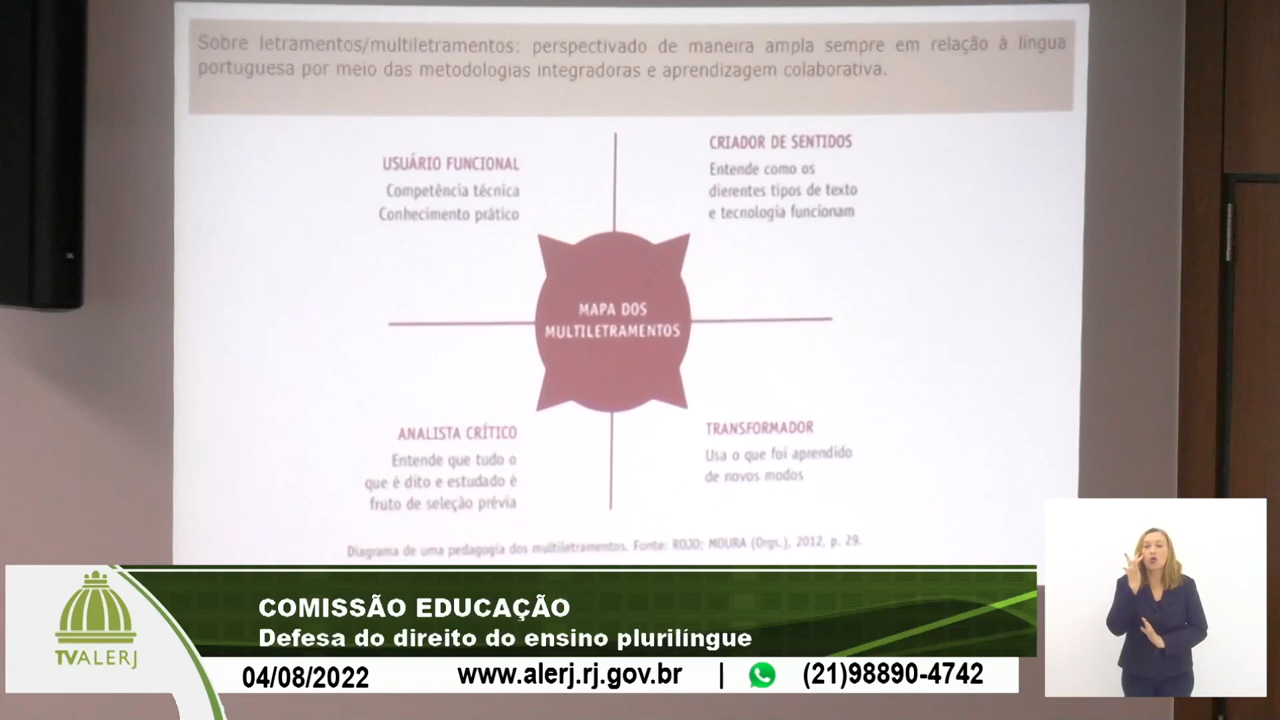 Sobre letramentos/multiletramentos: perspectivado de maneira ampla sempre em relação à língua
portuguesa por meio das metodologias integradoras e aprendizagem colaborativa.
USUÁRIO FUNCIONAL
Competência técnica
Conhecimento prático
CRIADOR DE SENTIDOS
Entende como os
dierentes tipos de texto
e tecnologia funcionam
MAPA DOS
MULTILETRAMENTOS
ANALISTA CRÍTICO
Entende que tudo o
que é dito e estudado é
fruto de seleção prévia
TRANSFORMADOR
Usa o que foi aprendido
de novos modos
Diagrama de uma pedagogia dos multiletramentos. Fonte: ROJO; MOURA (Orgs.), 2012, p. 29.
COMISSÃO EDUCAÇÃO
Defesa do direito do ensino plurilíngue
TVALERJ
04/08/2022 www.alerj.rj.gov.br | (21)98890-4742